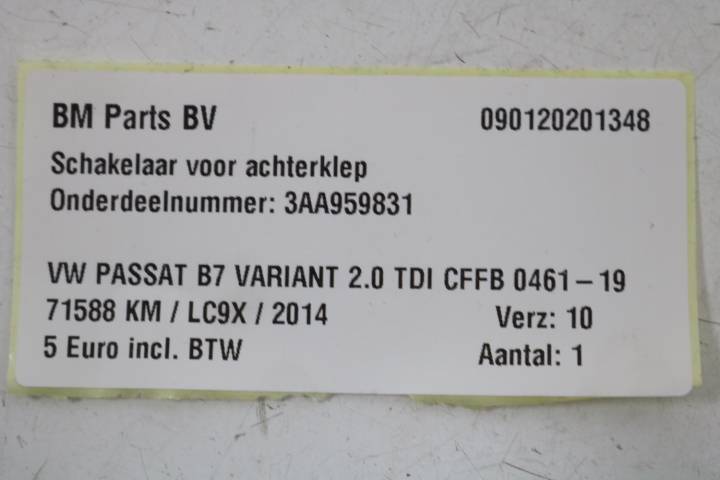 BM Parts BV 090120201348
Schakelaar voor achterklep
Onderdeelnummer: 3AA959831
VW PASSAT B7 VARIANT 2.0 TDI CFFB 0461-19
71588 KM / LC9X / 2014 Verz: 10
5 Euro incl. BTW Aantal: 1